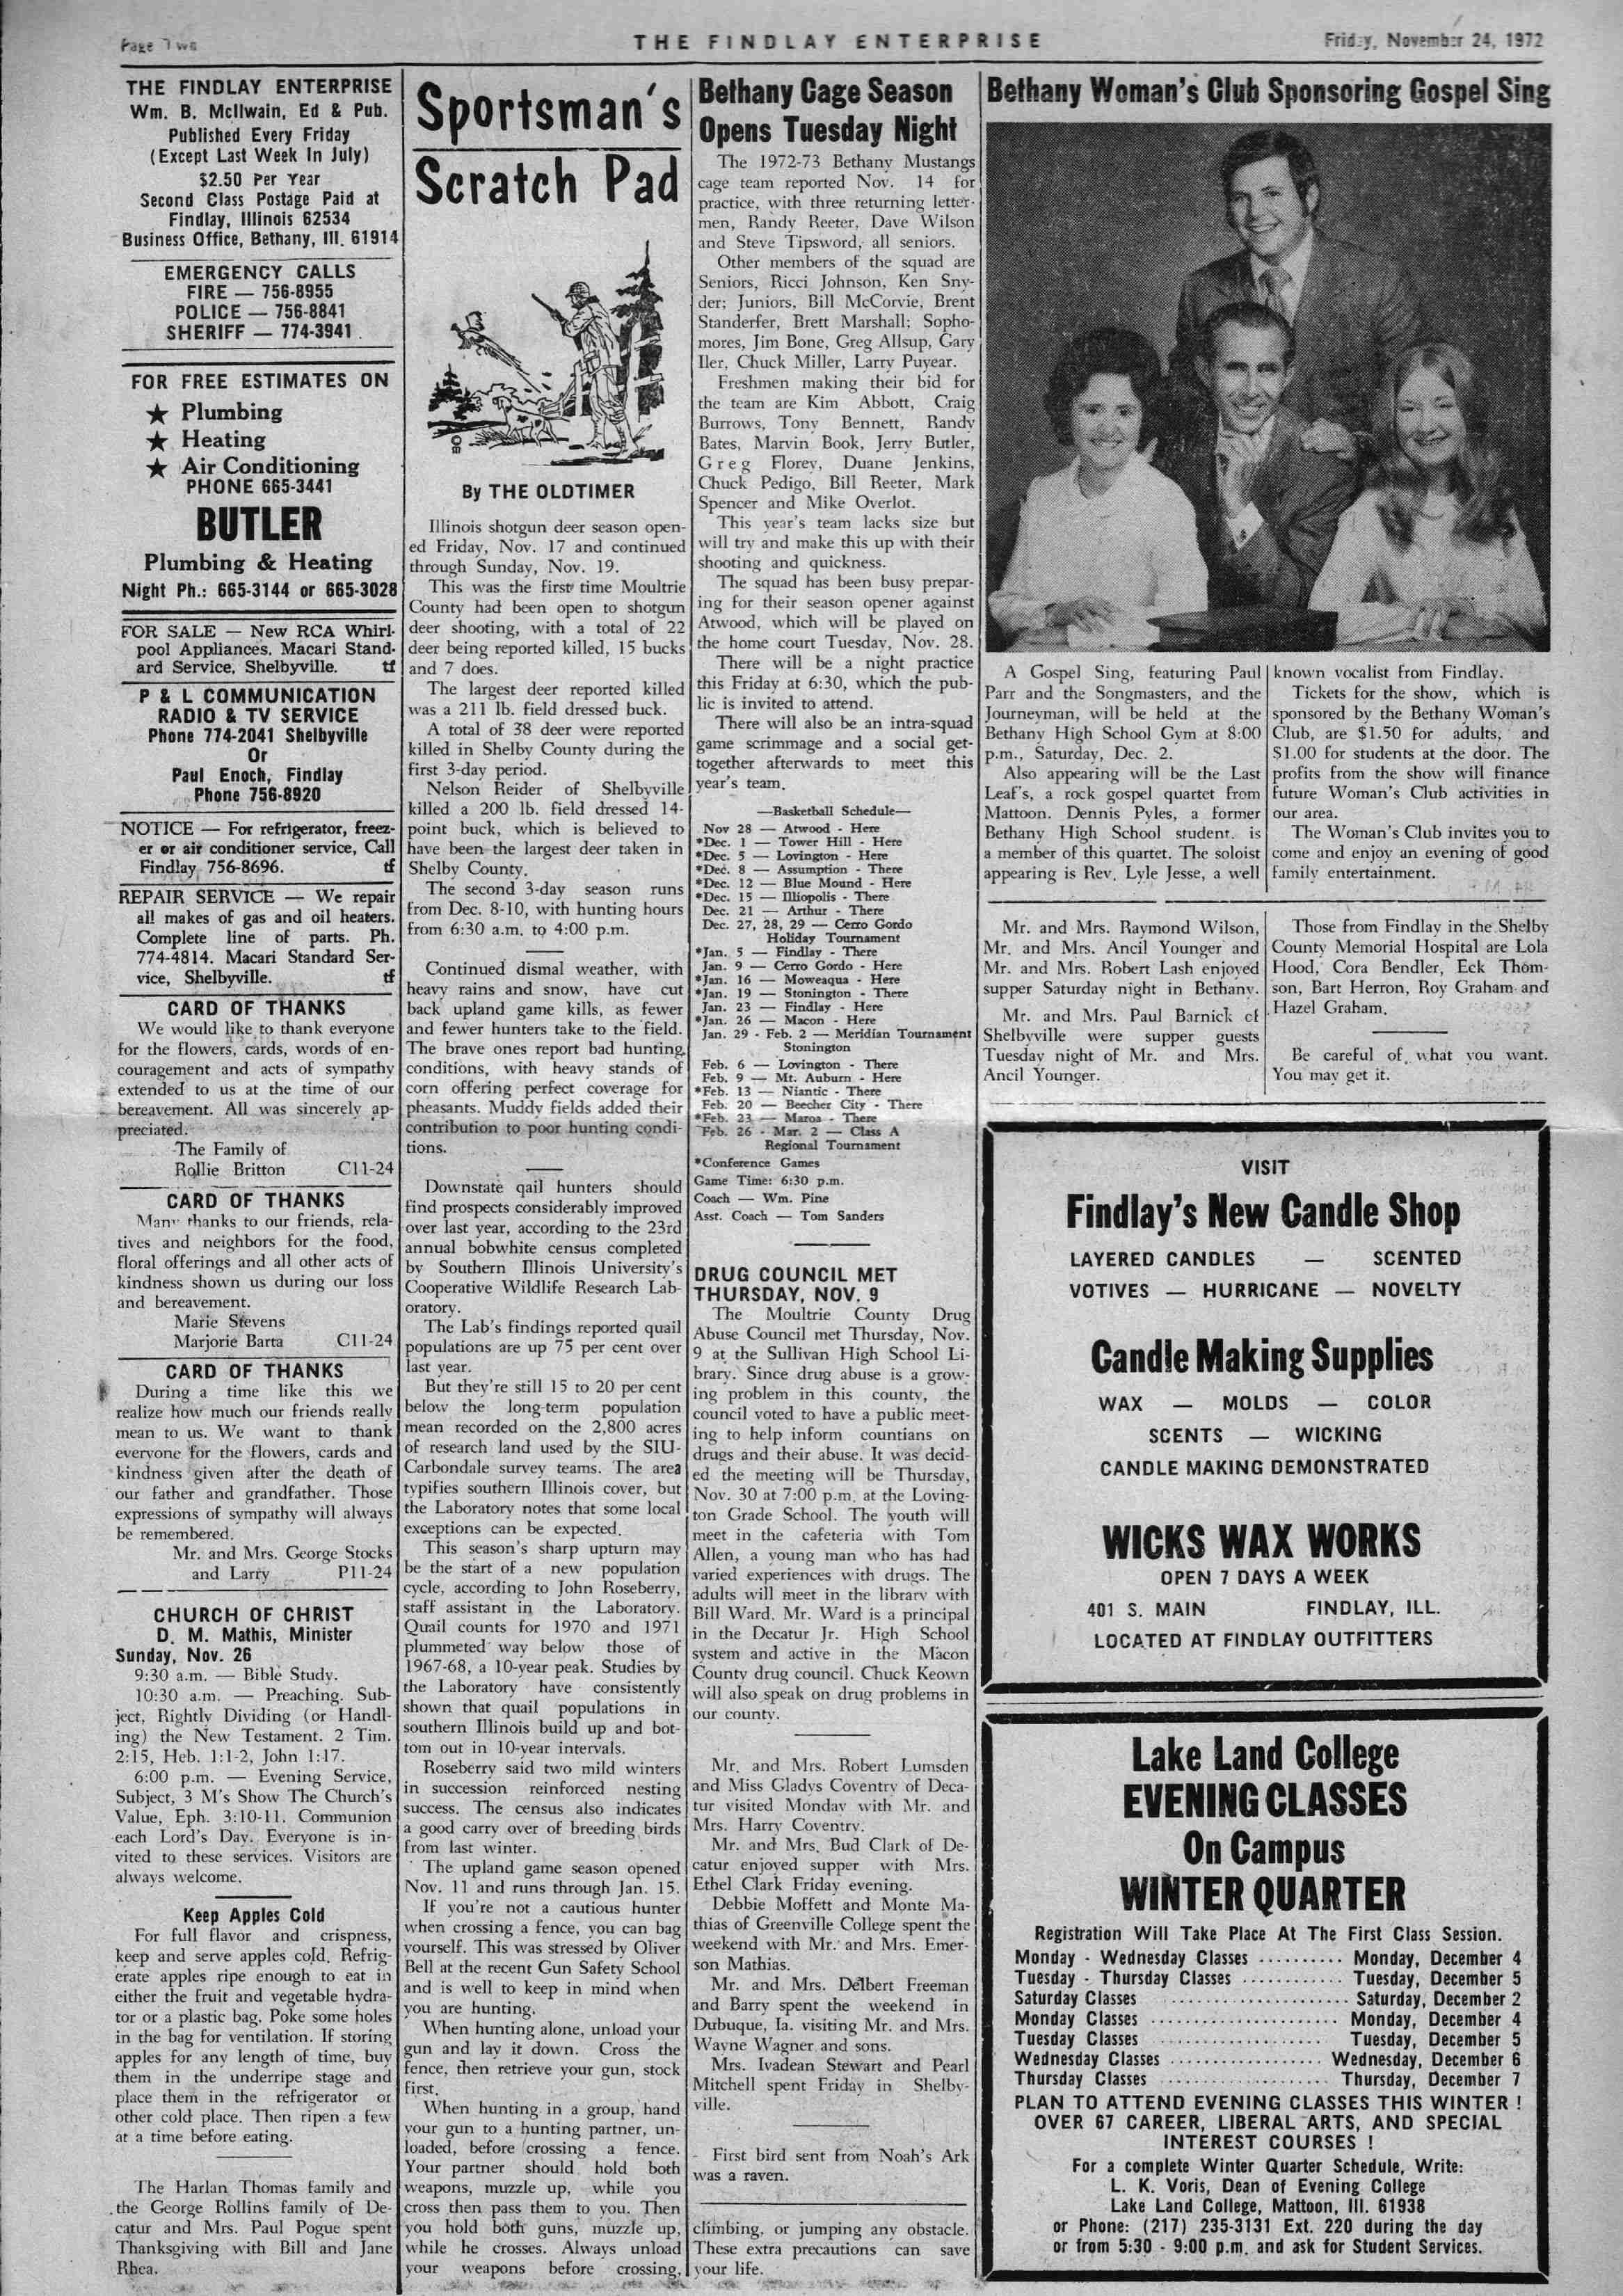 Page Two
THE FINDLAY ENTERPRISE
Friday, November 24, 1972
THE FINDLAY ENTERPRISE
Wm. B. McIlwain, Ed & Pub.
Published Every Friday
(Except Last Week In July)
$2.50 Per Year
Second Class Postage Paid at
Findlay, Illinois 62534
Business Office, Bethany, Ill. 61914
EMERGENCY CALLS
FIRE — 756-8955
POLICE — 756-8841
SHERIFF — 774-3941
FOR FREE ESTIMATES ON
★ Plumbing
★ Heating
★ Air Conditioning
PHONE 665-3441
BUTLER
Plumbing & Heating
Night Ph.: 665-3144 or 665-3028
FOR SALE — New RCA Whirl-
pool Appliances. Macari Stand-
ard Service, Shelbyville. tf
P & L COMMUNICATION
RADIO & TV SERVICE
Phone 774-2041 Shelbyville
Or
Paul Enoch, Findlay
Phone 756-8920
NOTICE — For refrigerator, freez-
er or air conditioner service, Call
Findlay 756-8696. tf
REPAIR SERVICE — We repair
all makes of gas and oil heaters.
Complete line of parts. Ph.
774-4814. Macari Standard Ser-
vice, Shelbyville. tf
CARD OF THANKS
We would like to thank everyone
for the flowers, cards, words of en-
couragement and acts of sympathy
extended to us at the time of our
bereavement. All was sincerely ap-
preciated.
The Family of
Rollie Britton C11-24
CARD OF THANKS
Many thanks to our friends, rela-
tives and neighbors for the food,
floral offerings and all other acts of
kindness shown us during our loss
and bereavement.
Marie Stevens
Marjorie Barta C11-24
CARD OF THANKS
During a time like this we
realize how much our friends really
mean to us. We want to thank
everyone for the flowers, cards and
kindness given after the death of
our father and grandfather. Those
expressions of sympathy will always
be remembered.
Mr. and Mrs. George Stocks
and Larry P11-24
CHURCH OF CHRIST
D. M. Mathis, Minister
Sunday, Nov. 26
9:30 a.m. — Bible Study.
10:30 a.m. — Preaching. Sub-
ject, Rightly Dividing (or Handl-
ing) the New Testament. 2 Tim.
2:15, Heb. 1:1-2, John 1:17.
6:00 p.m. — Evening Service,
Subject, 3 M's Show The Church's
Value, Eph. 3:10-11. Communion
each Lord's Day. Everyone is in-
vited to these services. Visitors are
always welcome.
Keep Apples Cold
For full flavor and crispness,
keep and serve apples cold. Refrig-
erate apples ripe enough to eat in
either the fruit and vegetable hydra-
tor or a plastic bag. Poke some holes
in the bag for ventilation. If storing
apples for any length of time, buy
them in the underripe stage and
place them in the refrigerator or
other cold place. Then ripen a few
at a time before eating.
The Harlan Thomas family and
the George Rollins family of De-
catur and Mrs. Paul Pogue spent
Thanksgiving with Bill and Jane
Rhea.
Sportsman's
Scratch Pad
By THE OLDTIMER
Illinois shotgun deer season open-
ed Friday, Nov. 17 and continued
through Sunday, Nov. 19.
This was the first time Moultrie
County had been open to shotgun
deer shooting, with a total of 22
deer being reported killed, 15 bucks
and 7 does.
The largest deer reported killed
was a 211 lb. field dressed buck.
A total of 38 deer were reported
killed in Shelby County during the
first 3-day period.
Nelson Reider of Shelbyville
killed a 200 lb. field dressed 14-
point buck, which is believed to
have been the largest deer taken in
Shelby County.
The second 3-day season runs
from Dec. 8-10, with hunting hours
from 6:30 a.m. to 4:00 p.m.
Continued dismal weather, with
heavy rains and snow, have cut
back upland game kills, as fewer
and fewer hunters take to the field.
The brave ones report bad hunting
conditions, with heavy stands of
corn offering perfect coverage for
pheasants. Muddy fields added their
contribution to poor hunting condi-
tions.
Downstate qail hunters should
find prospects considerably improved
over last year, according to the 23rd
annual bobwhite census completed
by Southern Illinois University's
Cooperative Wildlife Research Lab-
oratory.
The Lab's findings reported quail
populations are up 75 per cent over
last year.
But they're still 15 to 20 per cent
below the long-term population
mean recorded on the 2,800 acres
of research land used by the SIU-
Carbondale survey teams. The area
typifies southern Illinois cover, but
the Laboratory notes that some local
exceptions can be expected.
This season's sharp upturn may
be the start of a new population
cycle, according to John Roseberry,
staff assistant in the Laboratory.
Quail counts for 1970 and 1971
plummeted way below those of
1967-68, a 10-year peak. Studies by
the Laboratory have consistently
shown that quail populations in
southern Illinois build up and bot-
tom out in 10-year intervals.
Roseberry said two mild winters
in succession reinforced nesting
success. The census also indicates
a good carry over of breeding birds
from last winter.
The upland game season opened
Nov. 11 and runs through Jan. 15.
If you're not a cautious hunter
when crossing a fence, you can bag
yourself. This was stressed by Oliver
Bell at the recent Gun Safety School
and is well to keep in mind when
you are hunting.
When hunting alone, unload your
gun and lay it down. Cross the
fence, then retrieve your gun, stock
first.
When hunting in a group, hand
your gun to a hunting partner, un-
loaded, before crossing a fence.
Your partner should hold both
weapons, muzzle up, while you
cross then pass them to you. Then
you hold both guns, muzzle up,
while he crosses. Always unload
your weapons before crossing,
climbing, or jumping any obstacle.
These extra precautions can save
your life.
Bethany Cage Season
Opens Tuesday Night
The 1972-73 Bethany Mustangs
cage team reported Nov. 14 for
practice, with three returning letter-
men, Randy Reeter, Dave Wilson
and Steve Tipsword, all seniors.
Other members of the squad are
Seniors, Ricci Johnson, Ken Sny-
der; Juniors, Bill McCorvie, Brent
Standerfer, Brett Marshall; Sopho-
mores, Jim Bone, Greg Allsup, Gary
Iler, Chuck Miller, Larry Puyear.
Freshmen making their bid for
the team are Kim Abbott, Craig
Burrows, Tony Bennett, Randy
Bates, Marvin Book, Jerry Butler,
Greg Florey, Duane Jenkins,
Chuck Pedigo, Bill Reeter, Mark
Spencer and Mike Overlot.
This year's team lacks size but
will try and make this up with their
shooting and quickness.
The squad has been busy prepar-
ing for their season opener against
Atwood, which will be played on
the home court Tuesday, Nov. 28.
There will be a night practice
this Friday at 6:30, which the pub-
lic is invited to attend.
There will also be an intra-squad
game scrimmage and a social get-
together afterwards to meet this
year's team.
—Basketball Schedule—
Nov 28 — Atwood - Here
*Dec. 1 — Tower Hill - Here
*Dec. 5 — Lovington - Here
*Dec. 8 — Assumption - There
*Dec. 12 — Blue Mound - Here
*Dec. 15 — Illiopolis - There
Dec. 21 — Arthur - There
Dec. 27, 28, 29 — Cerro Gordo
Holiday Tournament
*Jan. 5 — Findlay - There
Jan. 9 — Cerro Gordo - Here
*Jan. 16 — Moweaqua - Here
*Jan. 19 — Stonington - There
Jan. 23 — Findlay - Here
*Jan. 26 — Macon - Here
Jan. 29 - Feb. 2 — Meridian Tournament
Stonington
Feb. 6 — Lovington - There
Feb. 9 — Mt. Auburn - Here
*Feb. 13 — Niantic - There
Feb. 20 — Beecher City - There
*Feb. 23 — Maroa - There
Feb. 26 - Mar. 2 — Class A
Regional Tournament
*Conference Games
Game Time: 6:30 p.m.
Coach — Wm. Pine
Asst. Coach — Tom Sanders
DRUG COUNCIL MET
THURSDAY, NOV. 9
The Moultrie County Drug
Abuse Council met Thursday, Nov.
9 at the Sullivan High School Li-
brary. Since drug abuse is a grow-
ing problem in this county, the
council voted to have a public meet-
ing to help inform countians on
drugs and their abuse. It was decid-
ed the meeting will be Thursday,
Nov. 30 at 7:00 p.m. at the Loving-
ton Grade School. The youth will
meet in the cafeteria with Tom
Allen, a young man who has had
varied experiences with drugs. The
adults will meet in the library with
Bill Ward. Mr. Ward is a principal
in the Decatur Jr. High School
system and active in the Macon
County drug council. Chuck Keown
will also speak on drug problems in
our county.
Mr. and Mrs. Robert Lumsden
and Miss Gladys Coventry of Deca-
tur visited Monday with Mr. and
Mrs. Harry Coventry.
Mr. and Mrs. Bud Clark of De-
catur enjoyed supper with Mrs.
Ethel Clark Friday evening.
Debbie Moffett and Monte Ma-
thias of Greenville College spent the
weekend with Mr. and Mrs. Emer-
son Mathias.
Mr. and Mrs. Delbert Freeman
and Barry spent the weekend in
Dubuque, Ia. visiting Mr. and Mrs.
Wayne Wagner and sons.
Mrs. Ivadean Stewart and Pearl
Mitchell spent Friday in Shelby-
ville.
First bird sent from Noah's Ark
was a raven.
Bethany Woman's Club Sponsoring Gospel Sing
A Gospel Sing, featuring Paul
Parr and the Songmasters, and the
Journeyman, will be held at the
Bethany High School Gym at 8:00
p.m., Saturday, Dec. 2.
Also appearing will be the Last
Leaf's, a rock gospel quartet from
Mattoon. Dennis Pyles, a former
Bethany High School student, is
a member of this quartet. The soloist
appearing is Rev. Lyle Jesse, a well
known vocalist from Findlay.
Tickets for the show, which is
sponsored by the Bethany Woman's
Club, are $1.50 for adults, and
$1.00 for students at the door. The
profits from the show will finance
future Woman's Club activities in
our area.
The Woman's Club invites you to
come and enjoy an evening of good
family entertainment.
Mr. and Mrs. Raymond Wilson,
Mr. and Mrs. Ancil Younger and
Mr. and Mrs. Robert Lash enjoyed
supper Saturday night in Bethany.
Mr. and Mrs. Paul Barnick of
Shelbyville were supper guests
Tuesday night of Mr. and Mrs.
Ancil Younger.
Those from Findlay in the Shelby
County Memorial Hospital are Lola
Hood, Cora Bendler, Eck Thom-
son, Bart Herron, Roy Graham and
Hazel Graham.
Be careful of what you want.
You may get it.
VISIT
Findlay's New Candle Shop
LAYERED CANDLES — SCENTED
VOTIVES — HURRICANE — NOVELTY
Candle Making Supplies
WAX — MOLDS — COLOR
SCENTS — WICKING
CANDLE MAKING DEMONSTRATED
WICKS WAX WORKS
OPEN 7 DAYS A WEEK
401 S. MAIN FINDLAY, ILL.
LOCATED AT FINDLAY OUTFITTERS
Lake Land College
EVENING CLASSES
On Campus
WINTER QUARTER
Registration Will Take Place At The First Class Session.
Monday - Wednesday Classes .......... Monday, December 4
Tuesday - Thursday Classes ............ Tuesday, December 5
Saturday Classes ..................... Saturday, December 2
Monday Classes ...................... Monday, December 4
Tuesday Classes .................... Tuesday, December 5
Wednesday Classes .................. Wednesday, December 6
Thursday Classes .................... Thursday, December 7
PLAN TO ATTEND EVENING CLASSES THIS WINTER !
OVER 67 CAREER, LIBERAL ARTS, AND SPECIAL
INTEREST COURSES !
For a complete Winter Quarter Schedule, Write:
L. K. Voris, Dean of Evening College
Lake Land College, Mattoon, Ill. 61938
or Phone: (217) 235-3131 Ext. 220 during the day
or from 5:30 - 9:00 p.m. and ask for Student Services.